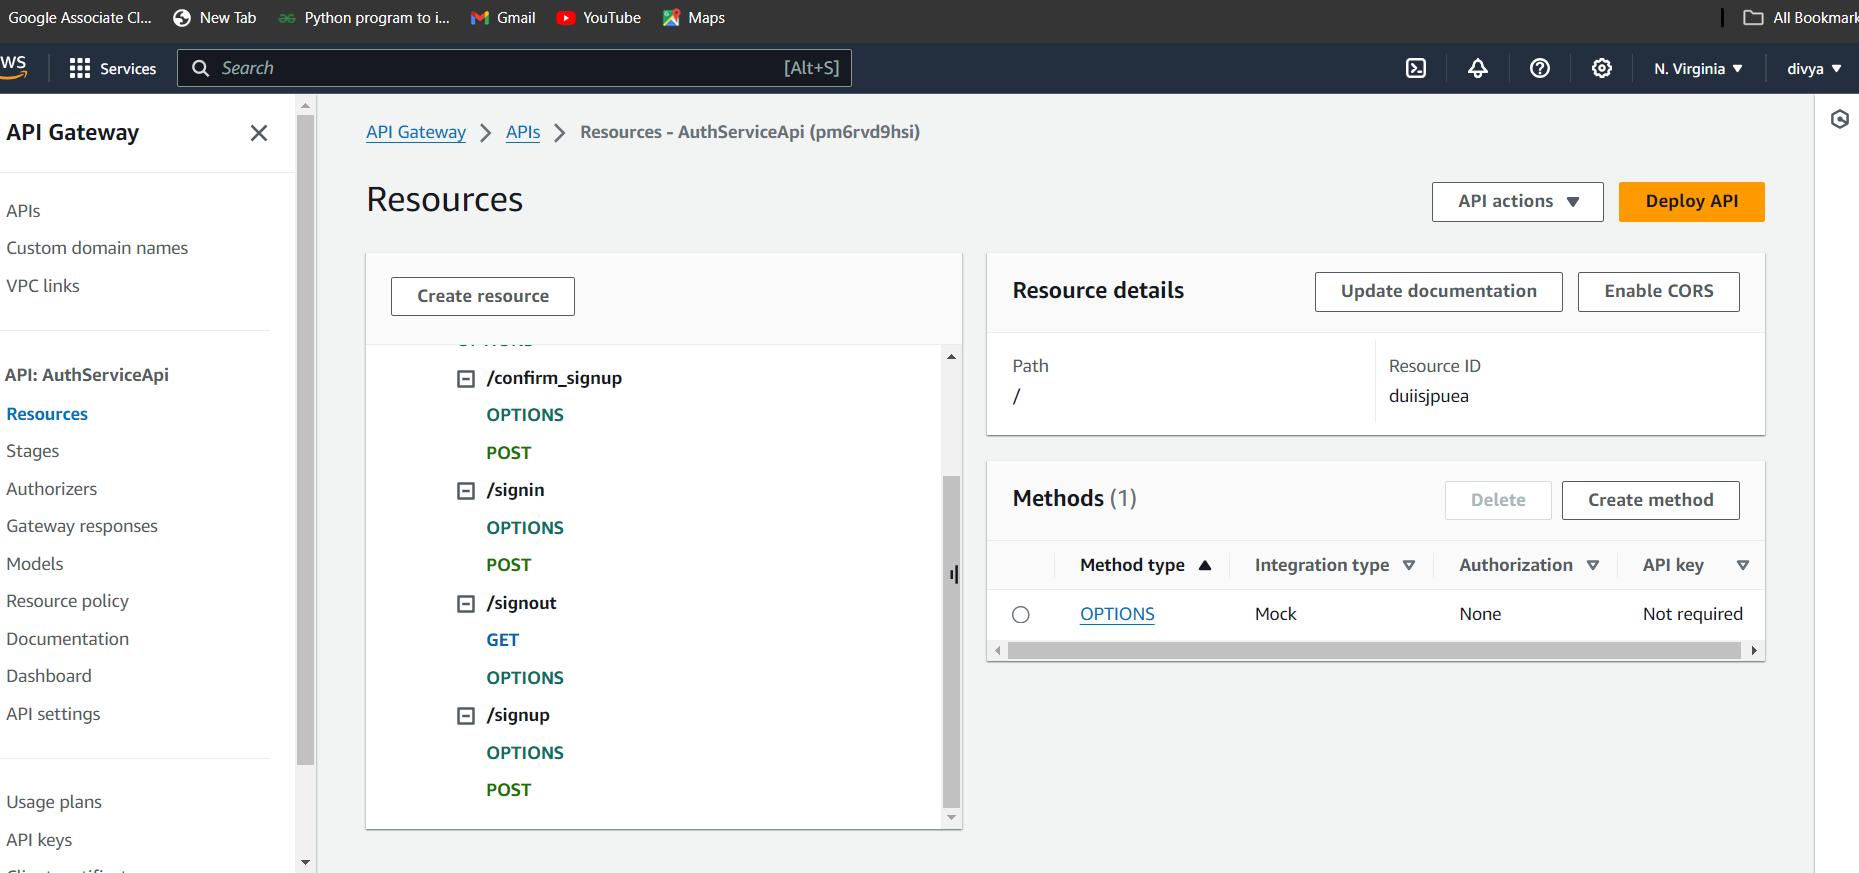 Google Associate Cl...
New Tab
Python program to i...
Gmail
YouTube
Maps
All Bookmark
WS
Services
Search
[Alt+S]
N. Virginia
divya
API Gateway
APIs
Custom domain names
VPC links
API: AuthServiceApi
Resources
Stages
Authorizers
Gateway responses
Models
Resource policy
Documentation
Dashboard
API settings
Usage plans
API keys
API Gateway
APIs
Resources - AuthServiceApi (pm6rvd9hsi)
Resources
API actions
Deploy API
Create resource
/confirm_signup
OPTIONS
POST
/signin
OPTIONS
POST
/signout
GET
OPTIONS
/signup
OPTIONS
POST
Resource details
Update documentation
Enable CORS
Path
/
Resource ID
duiisjpuea
Methods (1)
Delete
Create method
Method type
Integration type
Authorization
API key
OPTIONS
Mock
None
Not required